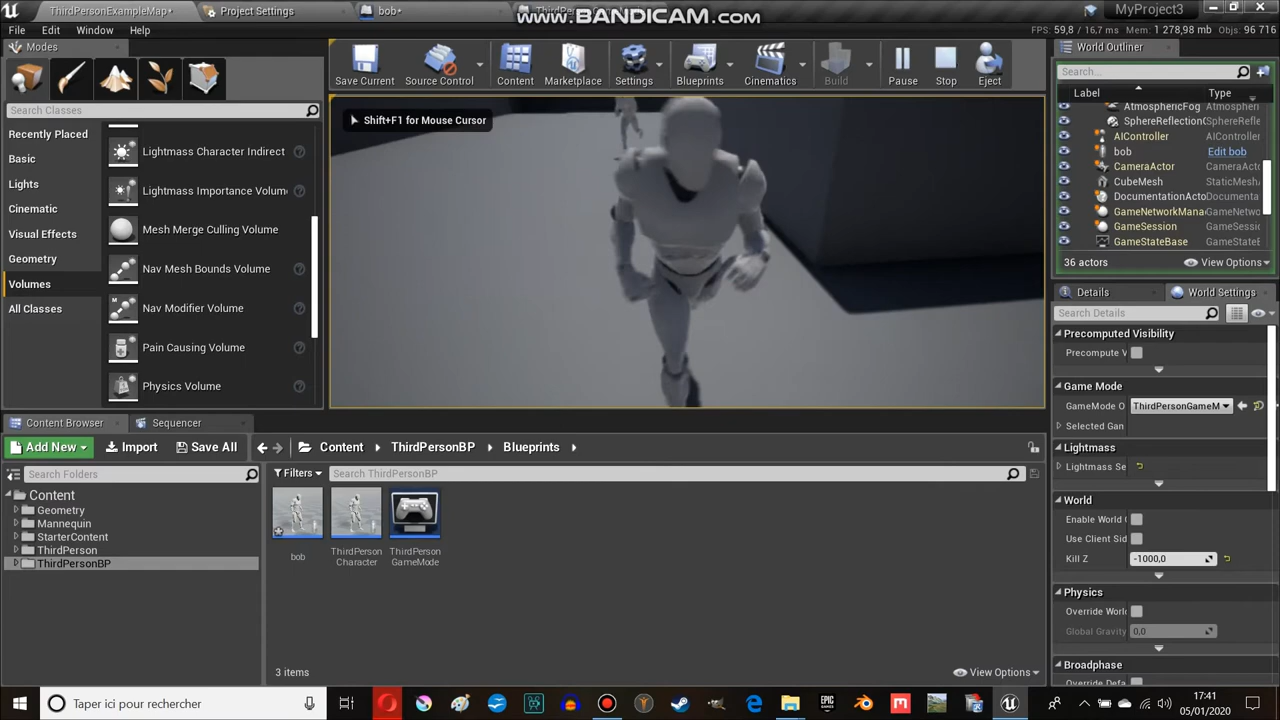 ThirdPersonExampleMap*
Project Settings
bob*
www.BANDICAM.com
MyProject3
File Edit Window Help
FPS: 59,8 / 16,7 ms Mem: 1 278,98 mb Objs: 96 716
Modes
Search Classes
Recently Placed
Basic
Lights
Cinematic
Visual Effects
Geometry
Volumes
All Classes
Lightmass Character Indirect
Lightmass Importance Volum
Mesh Merge Culling Volume
Nav Mesh Bounds Volume
Nav Modifier Volume
Pain Causing Volume
Physics Volume
Save Current
Source Control
Content
Marketplace
Settings
Blueprints
Cinematics
Build
Pause
Stop
Eject
Shift+F1 for Mouse Cursor
World Outliner
Search...
Label Type
AtmosphericFog Atmospheri
SphereReflection SphereRefle
AIController AIController
bob Edit bob
CameraActor CameraAct
CubeMesh StaticMesh
DocumentationActo Documenta
GameNetworkMana GameNetwo
GameSession GameSessi
GameStateBase GameStateB
36 actors View Options
Details World Settings
Search Details
Precomputed Visibility
Precompute V
Game Mode
GameMode O ThirdPersonGameM
Selected Gan
Lightmass
Lightmass Se
World
Enable World
Use Client Sid
Kill Z -1000,0
Physics
Override Worl
Global Gravity 0,0
Broadphase
Override Defa
Content Browser Sequencer
Add New Import Save All Content ThirdPersonBP Blueprints
Search Folders
Filters Search ThirdPersonBP
Content
Geometry
Mannequin
StarterContent
ThirdPerson
ThirdPersonBP
bob
ThirdPerson
Character
ThirdPerson
GameMode
3 items View Options
Taper ici pour rechercher
EPIC
GAMES
17:41
05/01/2020